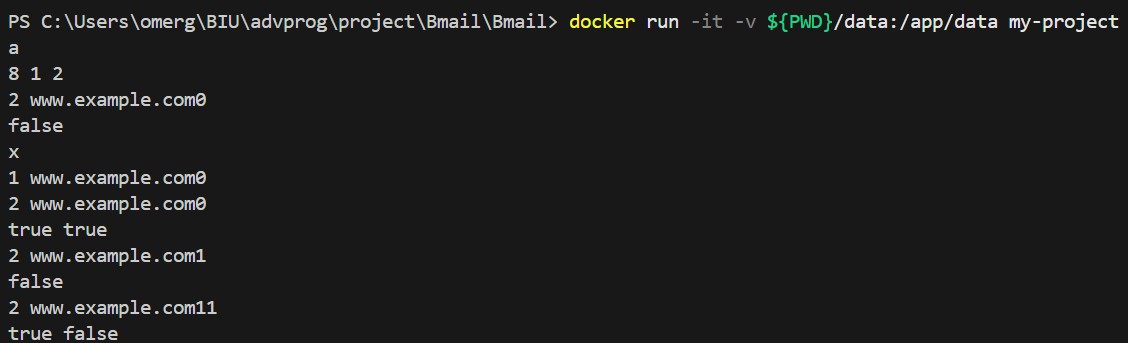 PS C:\Users\omerg\BIU\advprog\project\Bmail\Bmail> docker run -it -v ${PWD}/data:/app/data my-project
a
8 1 2
2 www.example.com0
false
x
1 www.example.com0
2 www.example.com0
true true
2 www.example.com1
false
2 www.example.com11
true false